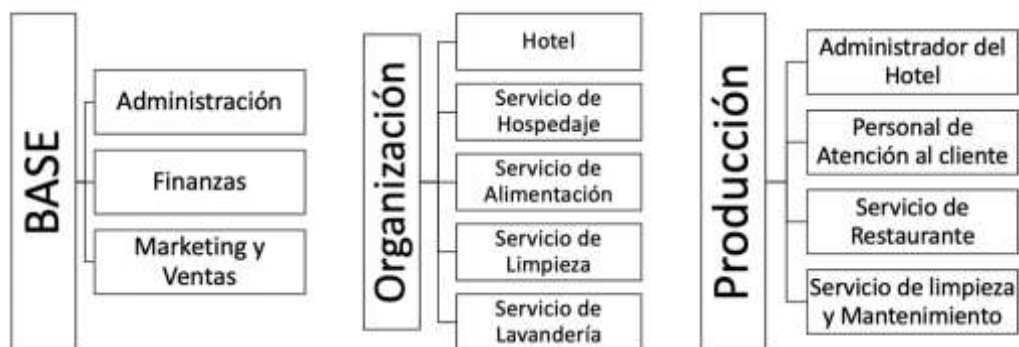 BASE
Administración
Finanzas
Marketing y
Ventas
Organización
Hotel
Servicio de
Hospedaje
Servicio de
Alimentación
Servicio de
Limpieza
Servicio de
Lavandería
Producción
Administrador del
Hotel
Personal de
Atención al cliente
Servicio de
Restaurante
Servicio de limpieza
y Mantenimiento